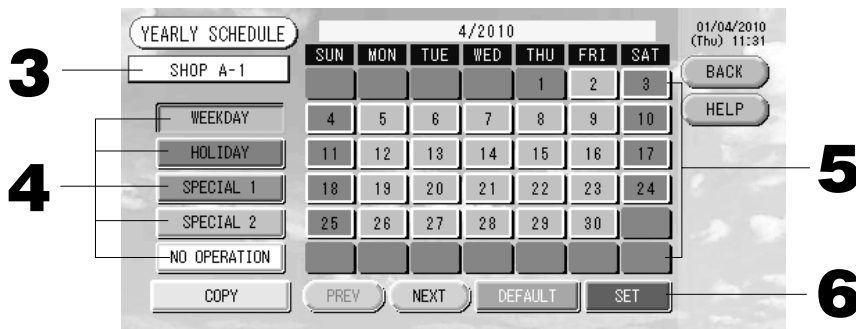 YEARLY SCHEDULE
4/2010
01/04/2010
(Thu) 11:31
3
SHOP A-1
SUN MON TUE WED THU FRI SAT
BACK
1 2 3
HELP
WEEKDAY
4 5 6 7 8 9 10
HOLIDAY
11 12 13 14 15 16 17
5
4
SPECIAL 1
18 19 20 21 22 23 24
SPECIAL 2
25 26 27 28 29 30
NO OPERATION
COPY
PREV NEXT DEFAULT SET
6